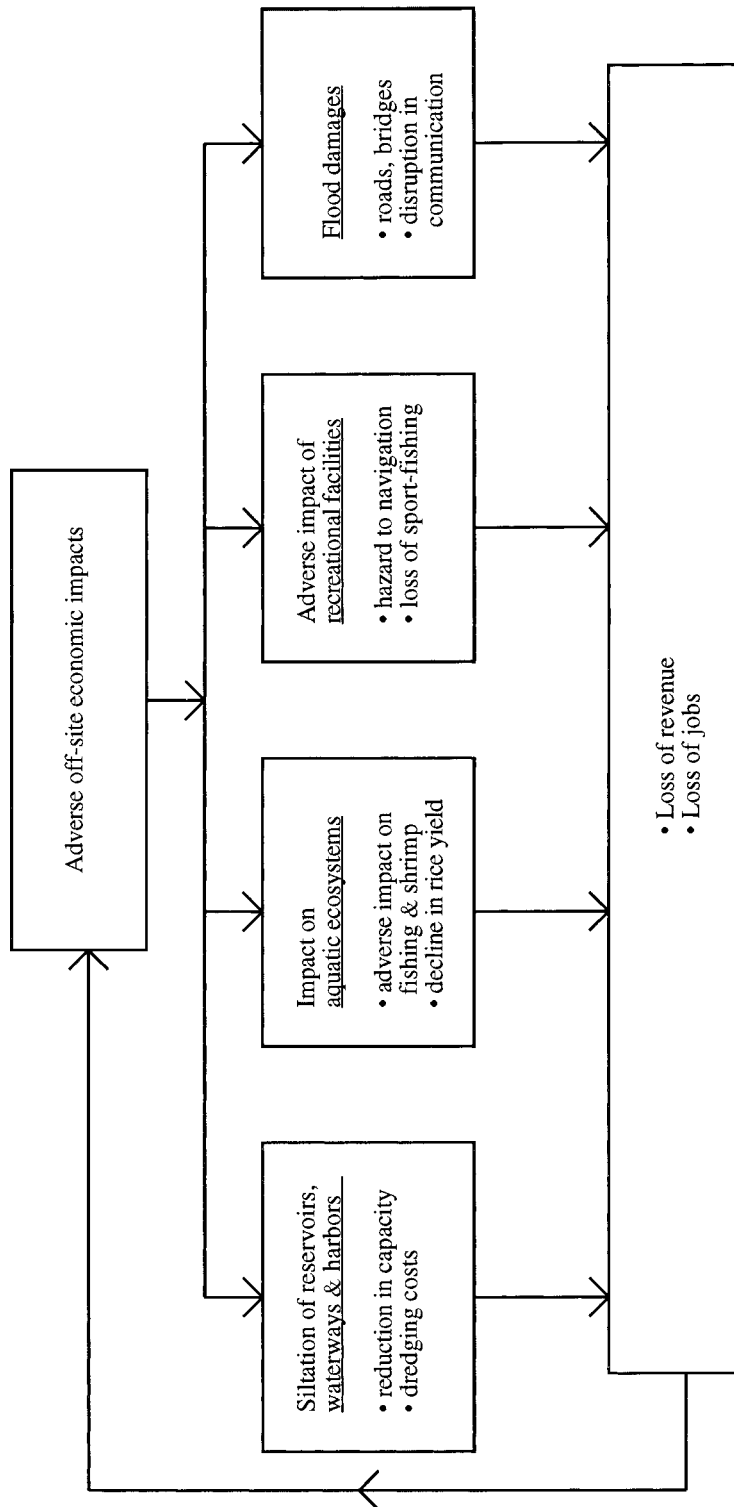 Adverse off-site economic impacts
Siltation of reservoirs,
waterways & harbors
• reduction in capacity
• dredging costs
Impact on
aquatic ecosystems
• adverse impact on
fishing & shrimp
• decline in rice yield
Adverse impact of
recreational facilities
• hazard to navigation
• loss of sport-fishing
Flood damages
• roads, bridges
• disruption in
communication
• Loss of revenue
• Loss of jobs